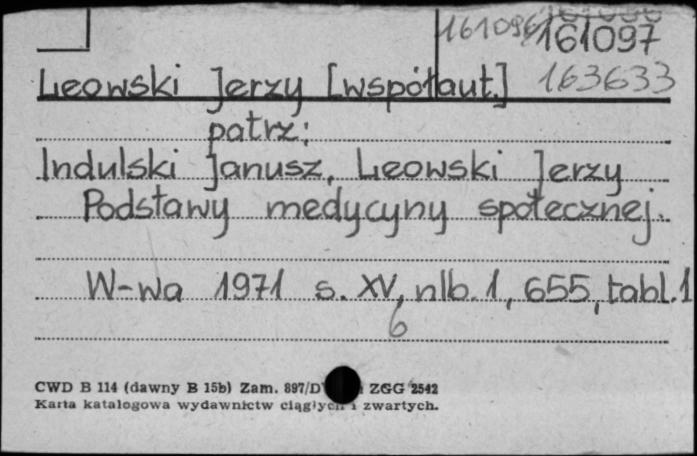 161096 161097
Leowski Jerzy [współaut.] 163633
patrz:
Indulski Janusz, Leowski Jerzy
Podstawy medycyny społecznej.
W-wa 1971 s. XV, nlb. 1, 655, tabl. 1
6
CWD B 114 (dawny B 15b) Zam. 897/D ZGG 2542
Karta katalogowa wydawnictw ciągłych i zwartych.